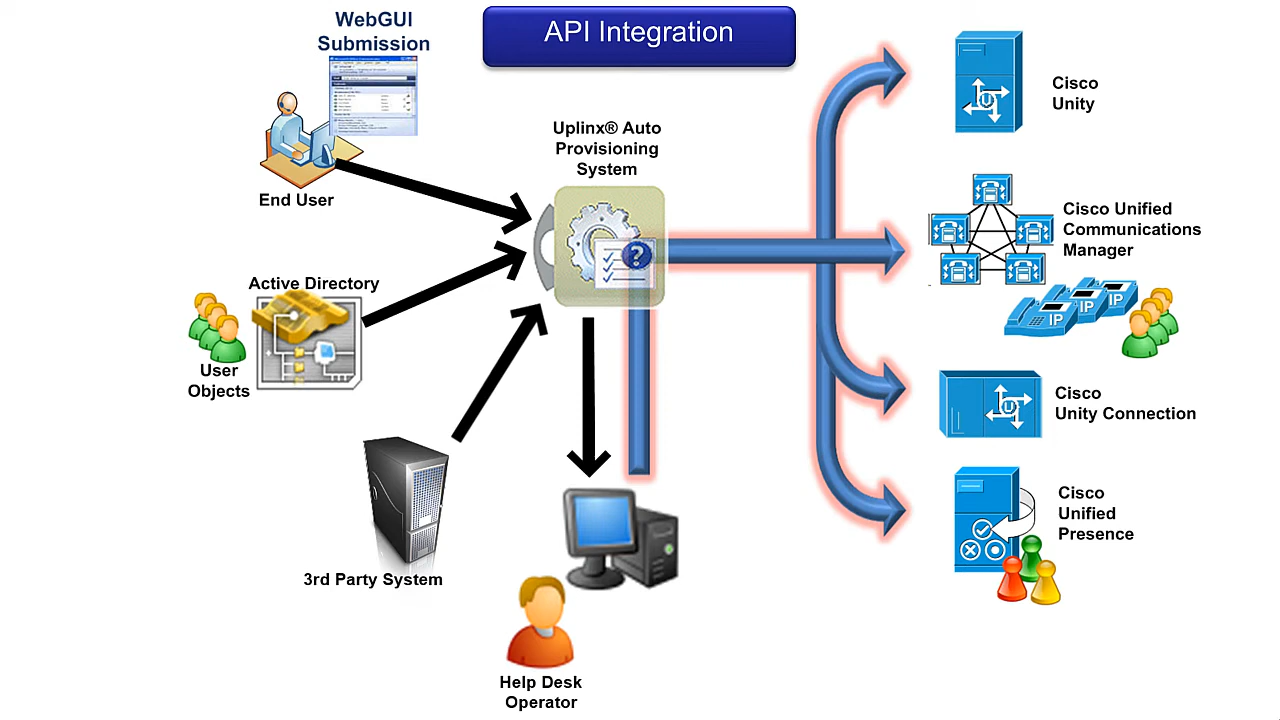 WebGUI
Submission
API Integration
End User
Uplinx® Auto
Provisioning
System
Cisco
Unity
Cisco Unified
Communications
Manager
IP
IP
IP
Active Directory
User
Objects
Cisco
Unity Connection
3rd Party System
Cisco
Unified
Presence
Help Desk
Operator
U
U
?